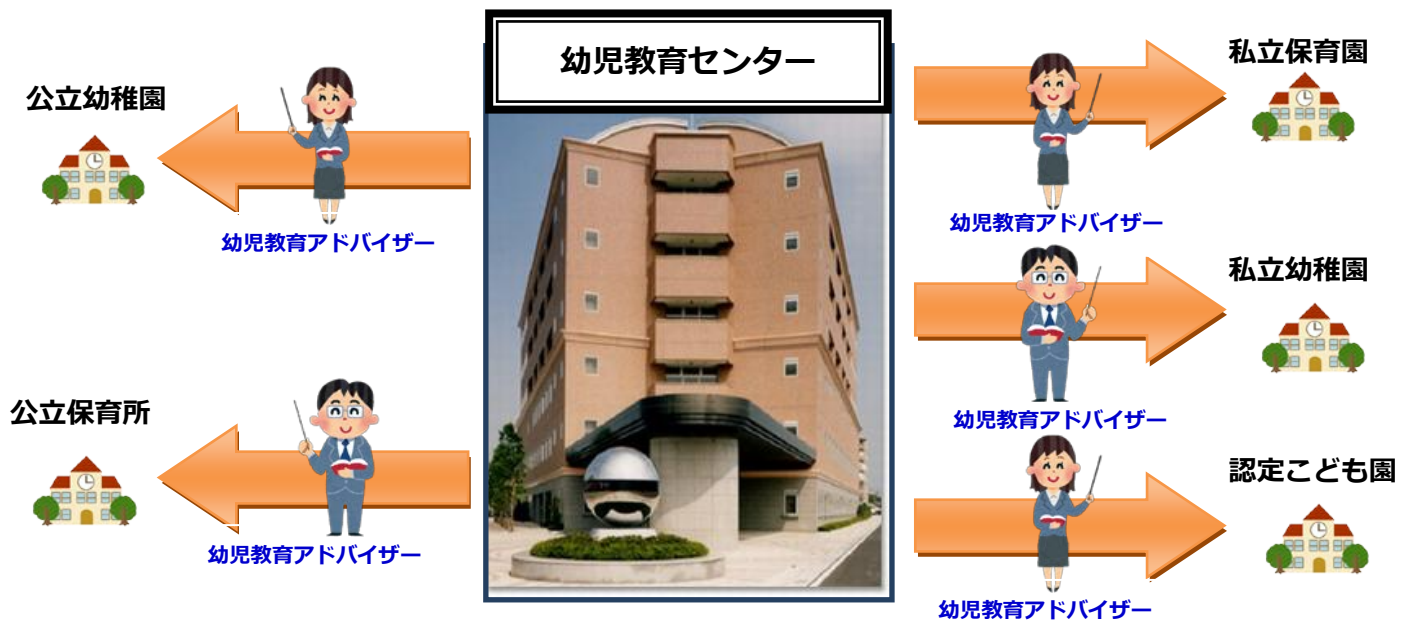 幼児教育センター
公立幼稚園
幼児教育アドバイザー
公立保育所
幼児教育アドバイザー
私立保育園
幼児教育アドバイザー
私立幼稚園
幼児教育アドバイザー
認定こども園
幼児教育アドバイザー